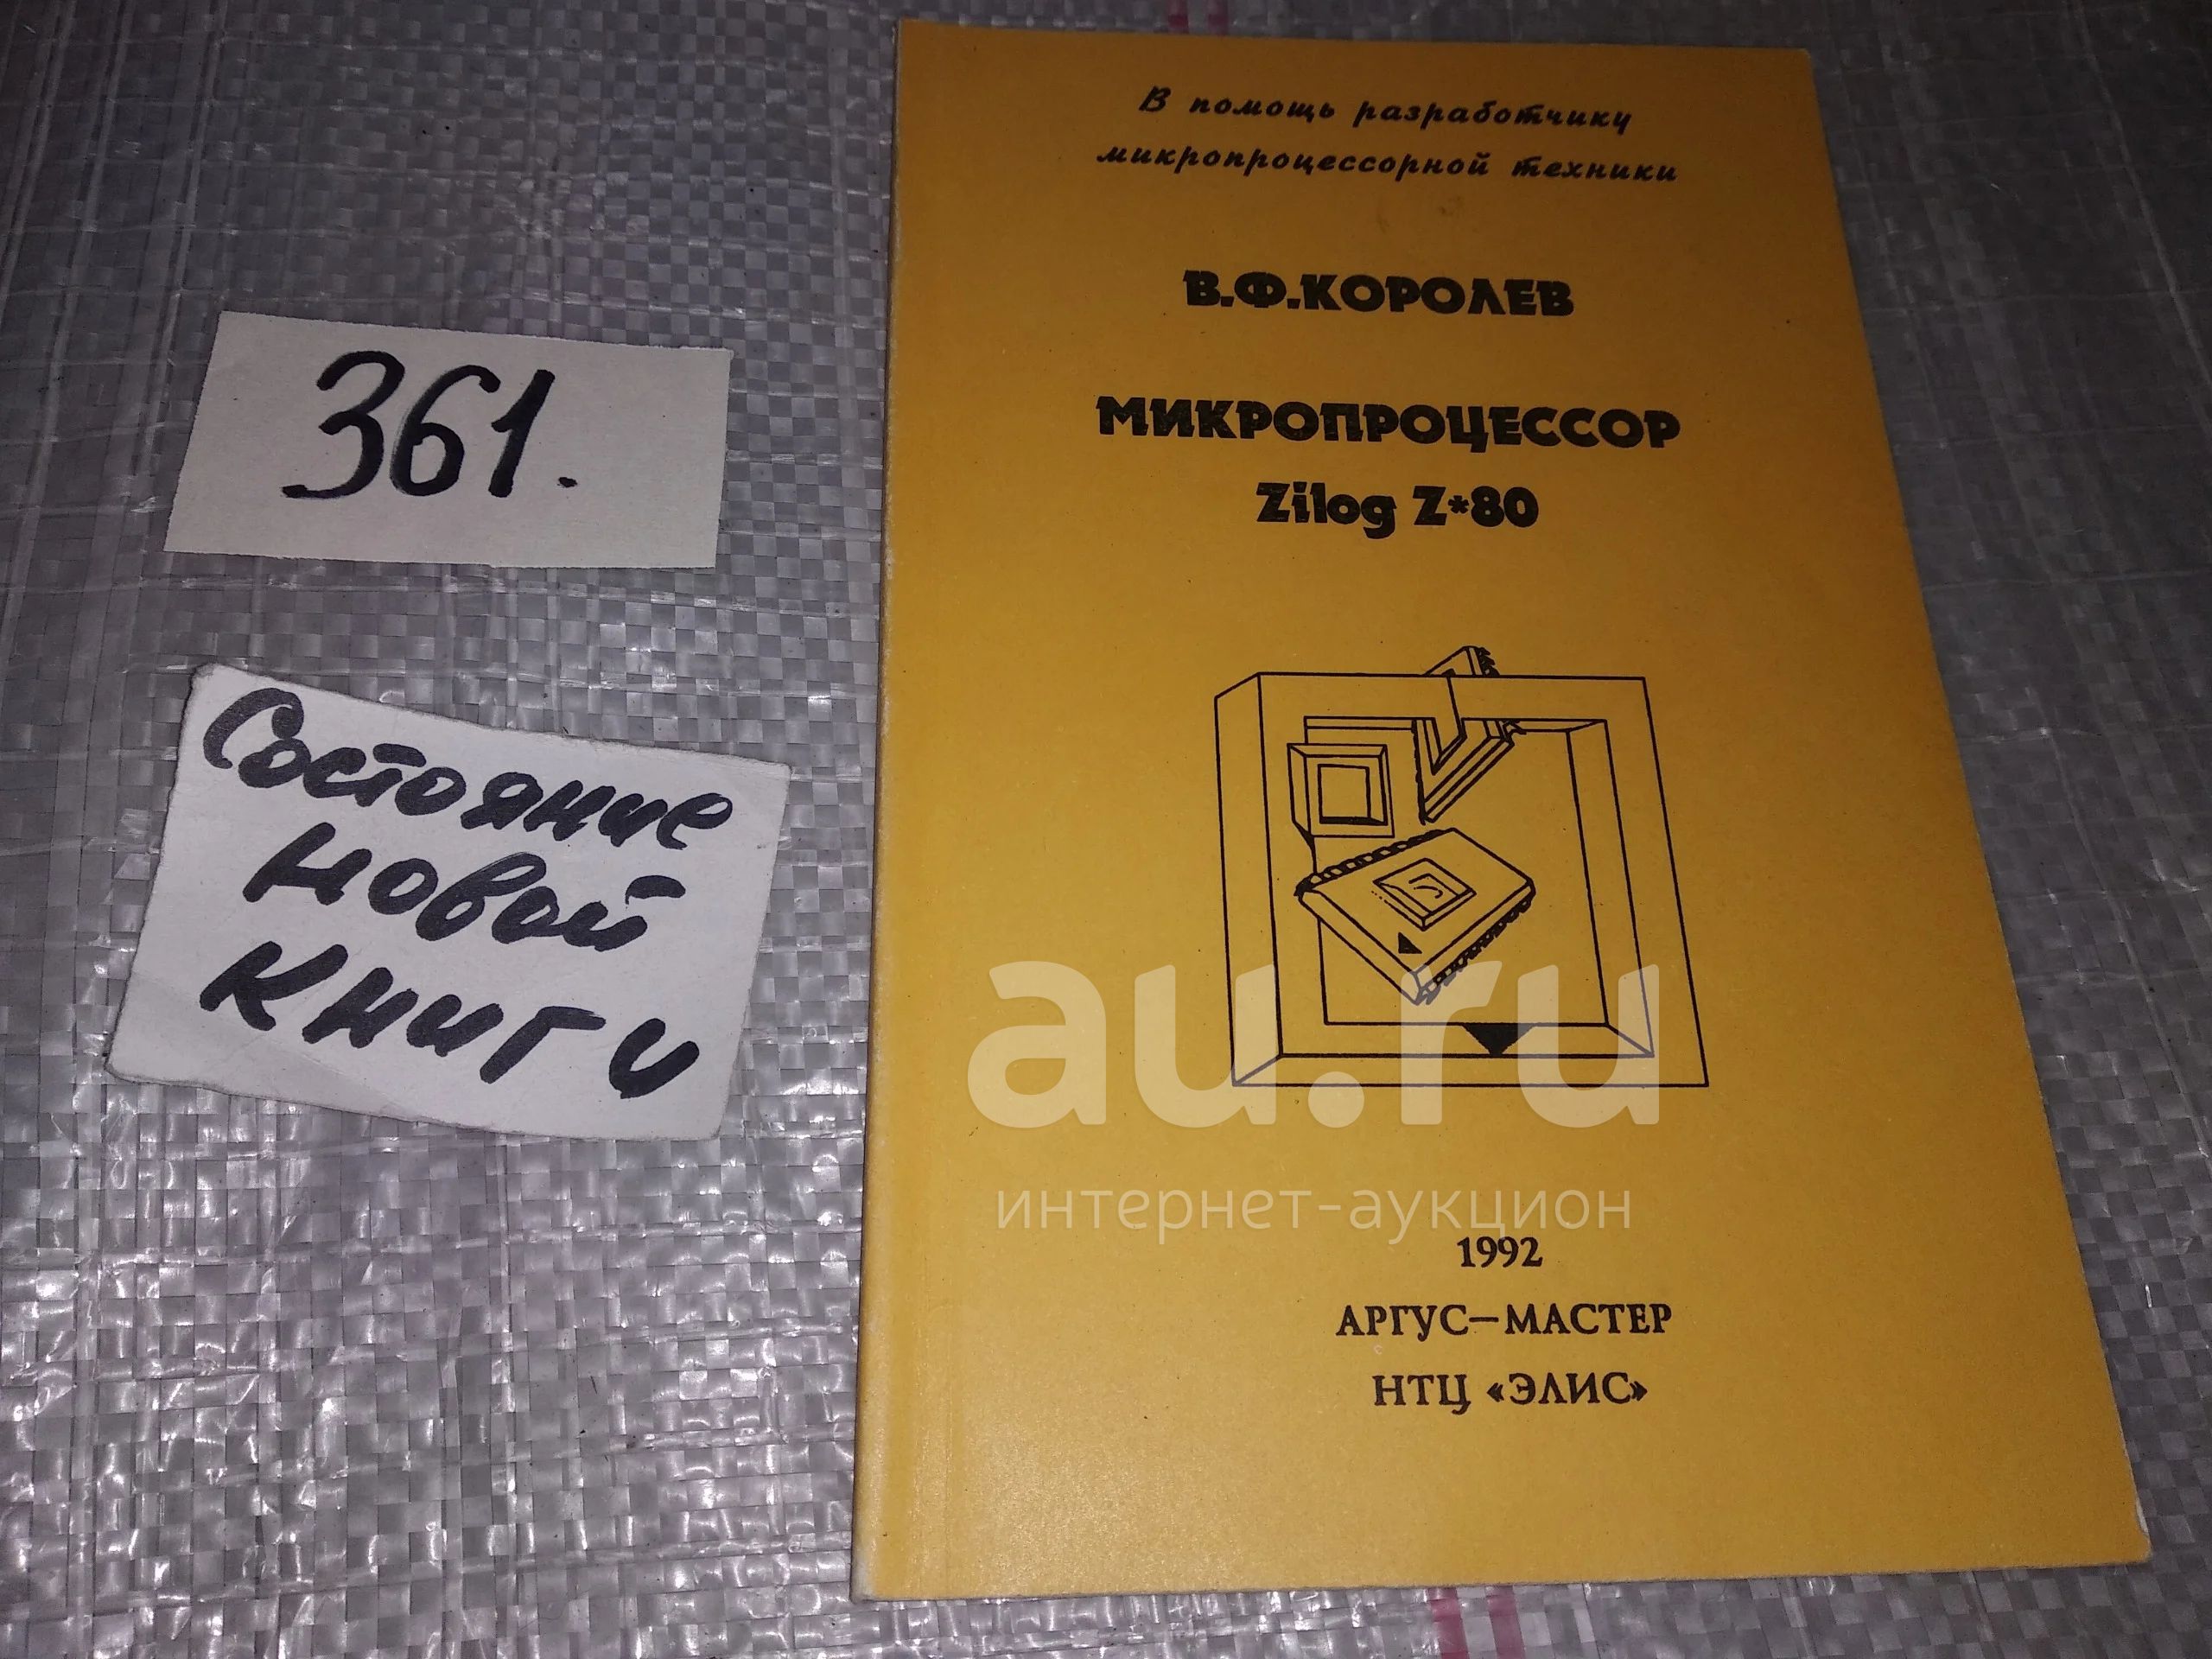 361.
Состояние
новой
книги
В помощь разработчику
микропроцессорной техники
В.Ф.КОРОЛЕВ
МИКРОПРОЦЕССОР
Zilog Z*80
au.ru
интернет-аукцион
1992
АРГУС—МАСТЕР
НТЦ «ЭЛИС»